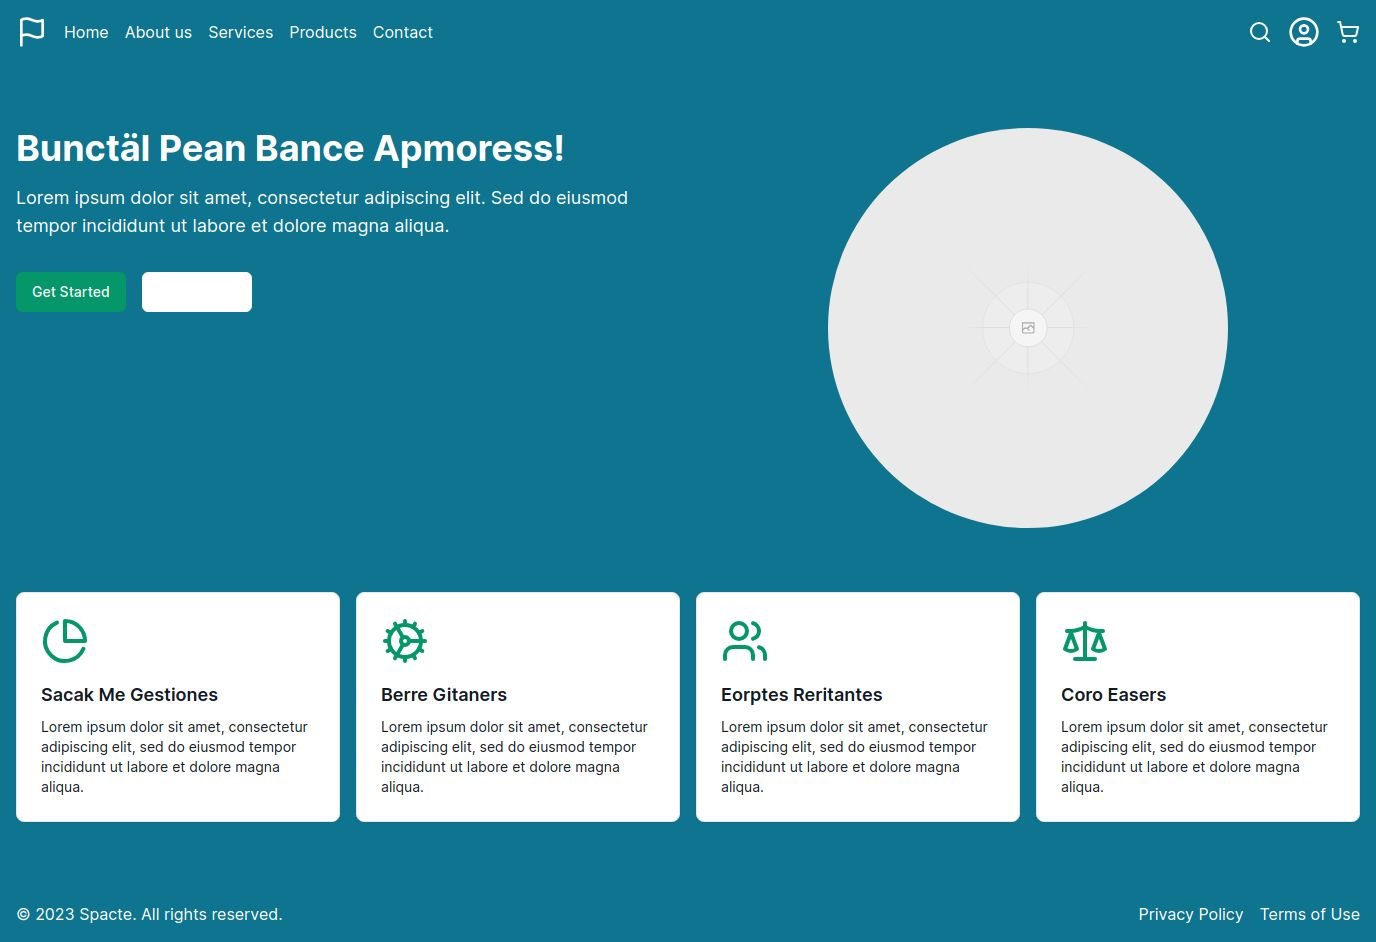 Home About us Services Products Contact
Bunctäl Pean Bance Apmoress!
Lorem ipsum dolor sit amet, consectetur adipiscing elit. Sed do eiusmod
tempor incididunt ut labore et dolore magna aliqua.
Get Started
Sacak Me Gestiones
Lorem ipsum dolor sit amet, consectetur
adipiscing elit, sed do eiusmod tempor
incididunt ut labore et dolore magna
aliqua.
Berre Gitaners
Lorem ipsum dolor sit amet, consectetur
adipiscing elit, sed do eiusmod tempor
incididunt ut labore et dolore magna
aliqua.
Eorptes Reritantes
Lorem ipsum dolor sit amet, consectetur
adipiscing elit, sed do eiusmod tempor
incididunt ut labore et dolore magna
aliqua.
Coro Easers
Lorem ipsum dolor sit amet, consectetur
adipiscing elit, sed do eiusmod tempor
incididunt ut labore et dolore magna
aliqua.
© 2023 Spacte. All rights reserved.
Privacy Policy Terms of Use